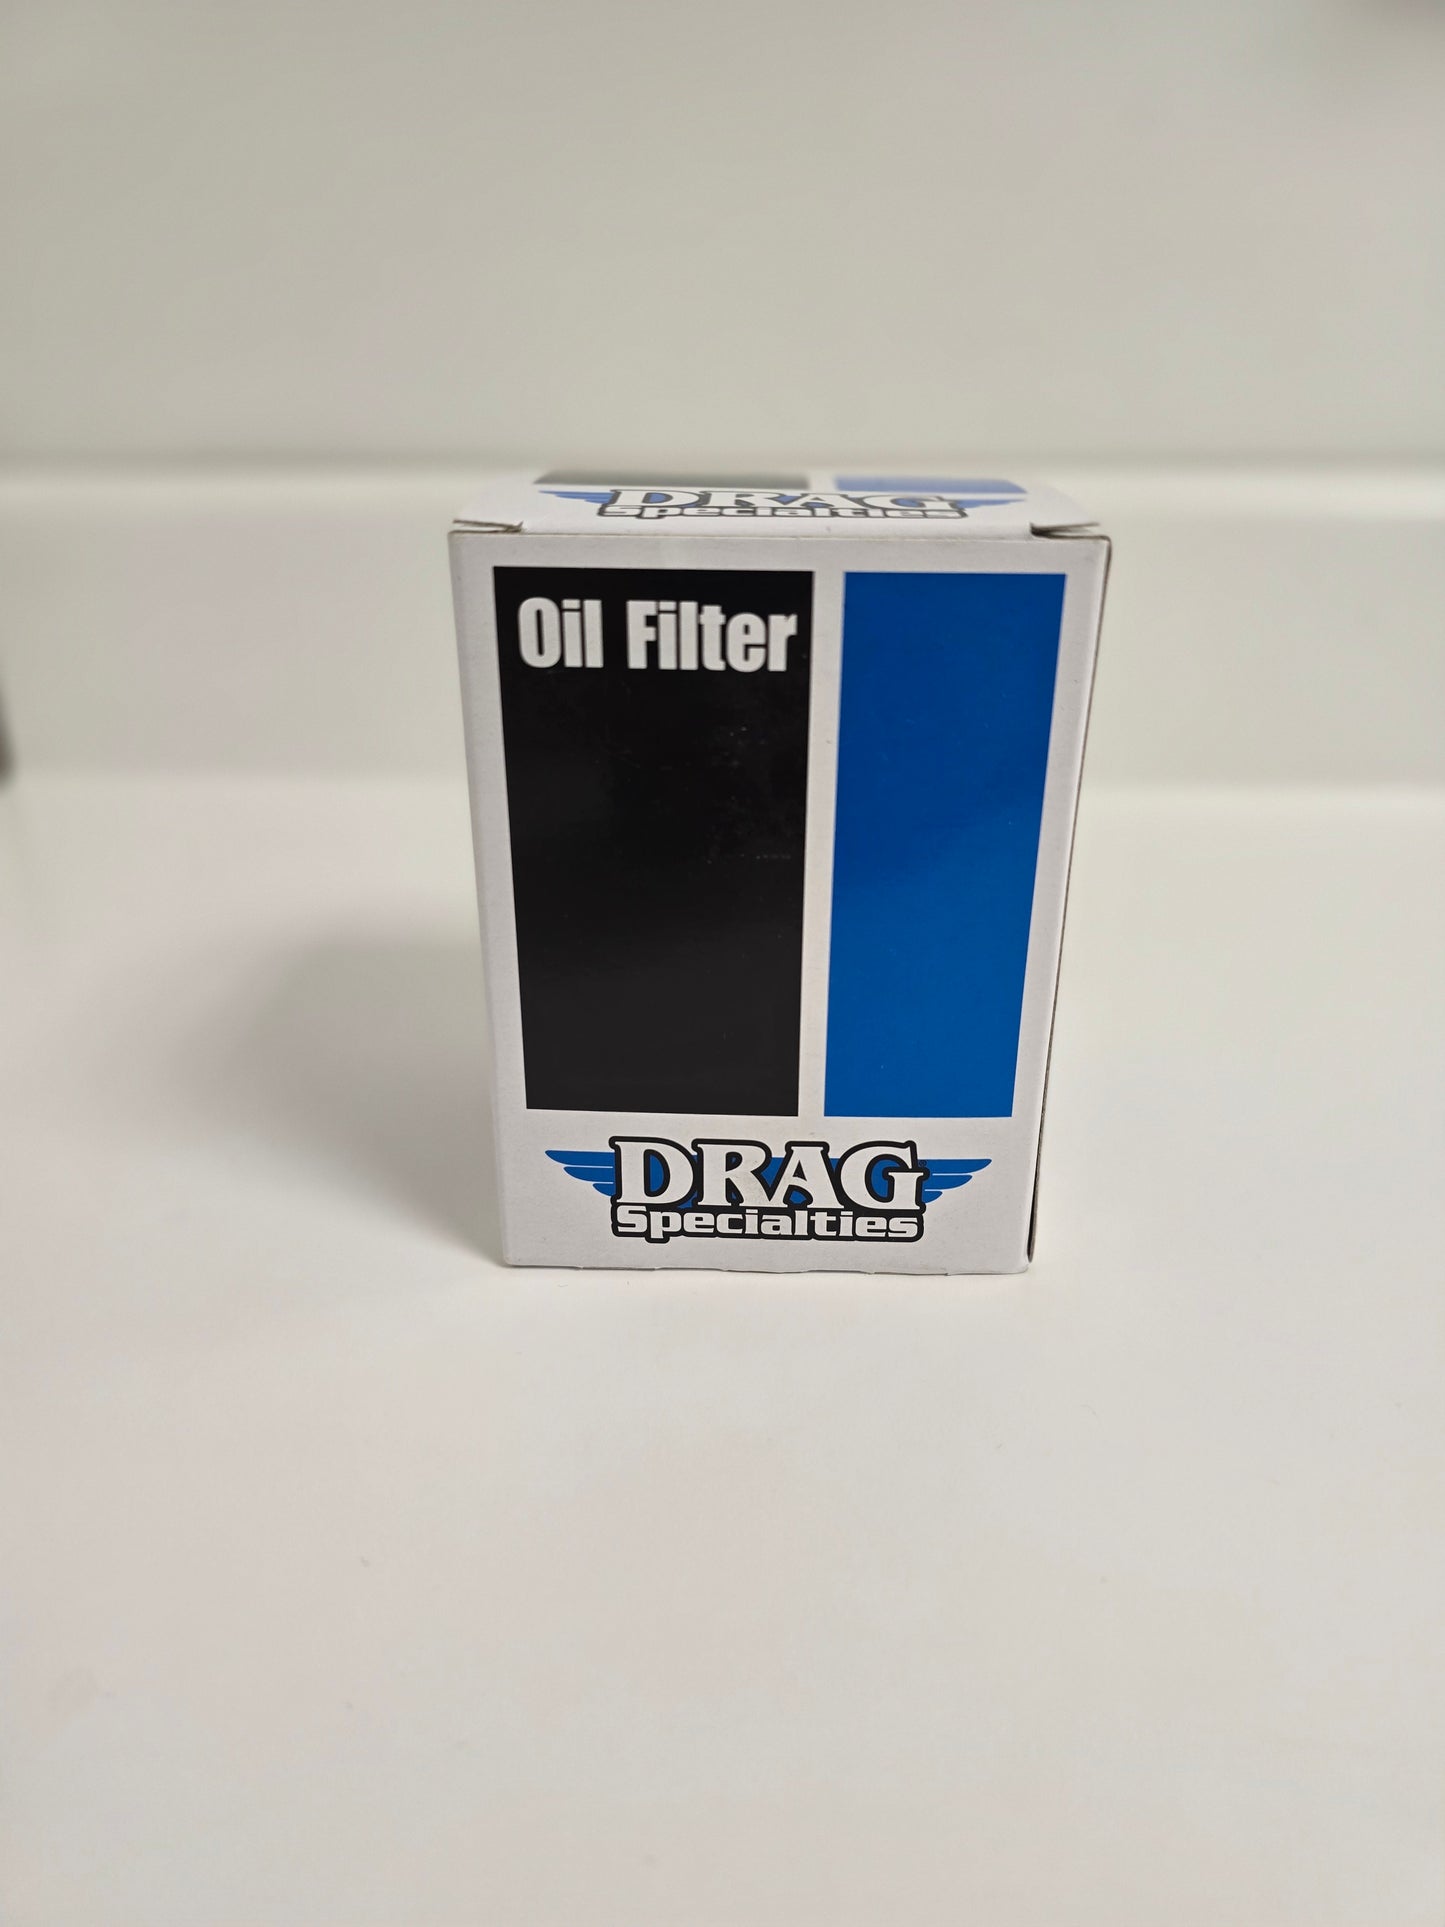 DRAG
Specialties
Oil Filter
DRAG
Specialties